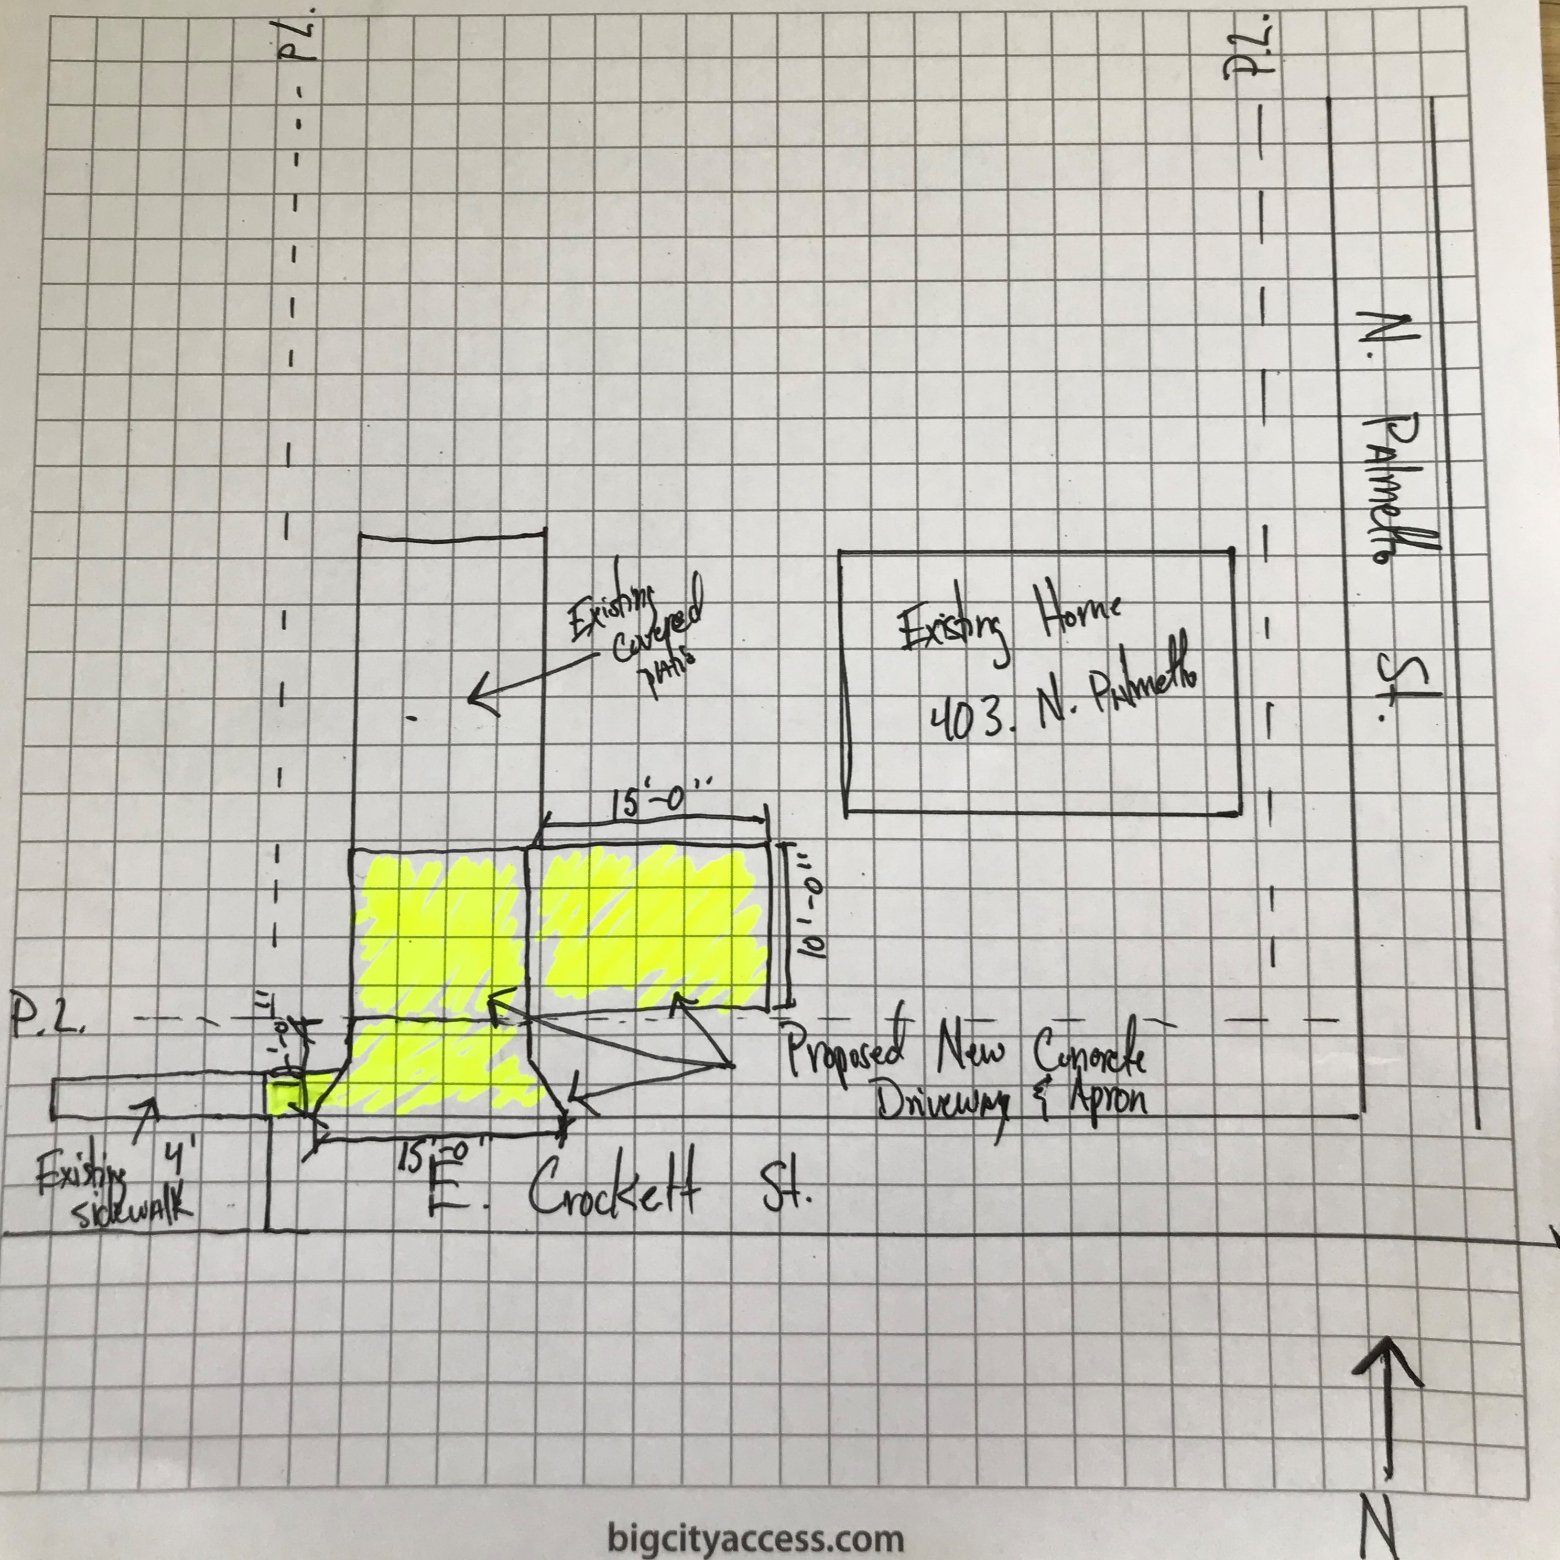 P.L.
P.L.
N. Palmetto St.
Existing
covered
patio
Existing Home
403. N. Palmetto
15'-0"
10'-0"
P.L.
Proposed New Concrete
Driveway & Apron
Existing 4'
sidewalk
15'-0"
E. Crockett St.
N
bigcityaccess.com